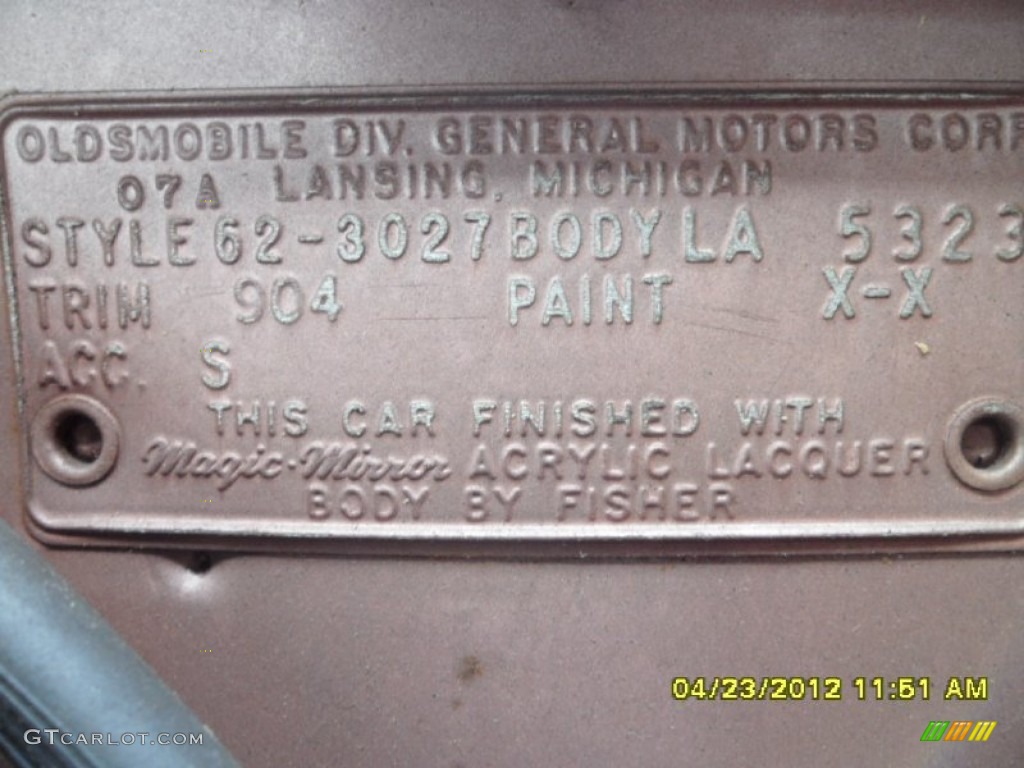 OLDSMOBILE DIV. GENERAL MOTORS CORP
07A LANSING, MICHIGAN
STYLE 62-3027 BODY LA 5323
TRIM 904 PAINT X-X
ACC. S
THIS CAR FINISHED WITH
Magic-Mirror ACRYLIC LACQUER
BODY BY FISHER
04/23/2012 11:51 AM
GTCARLOT.COM